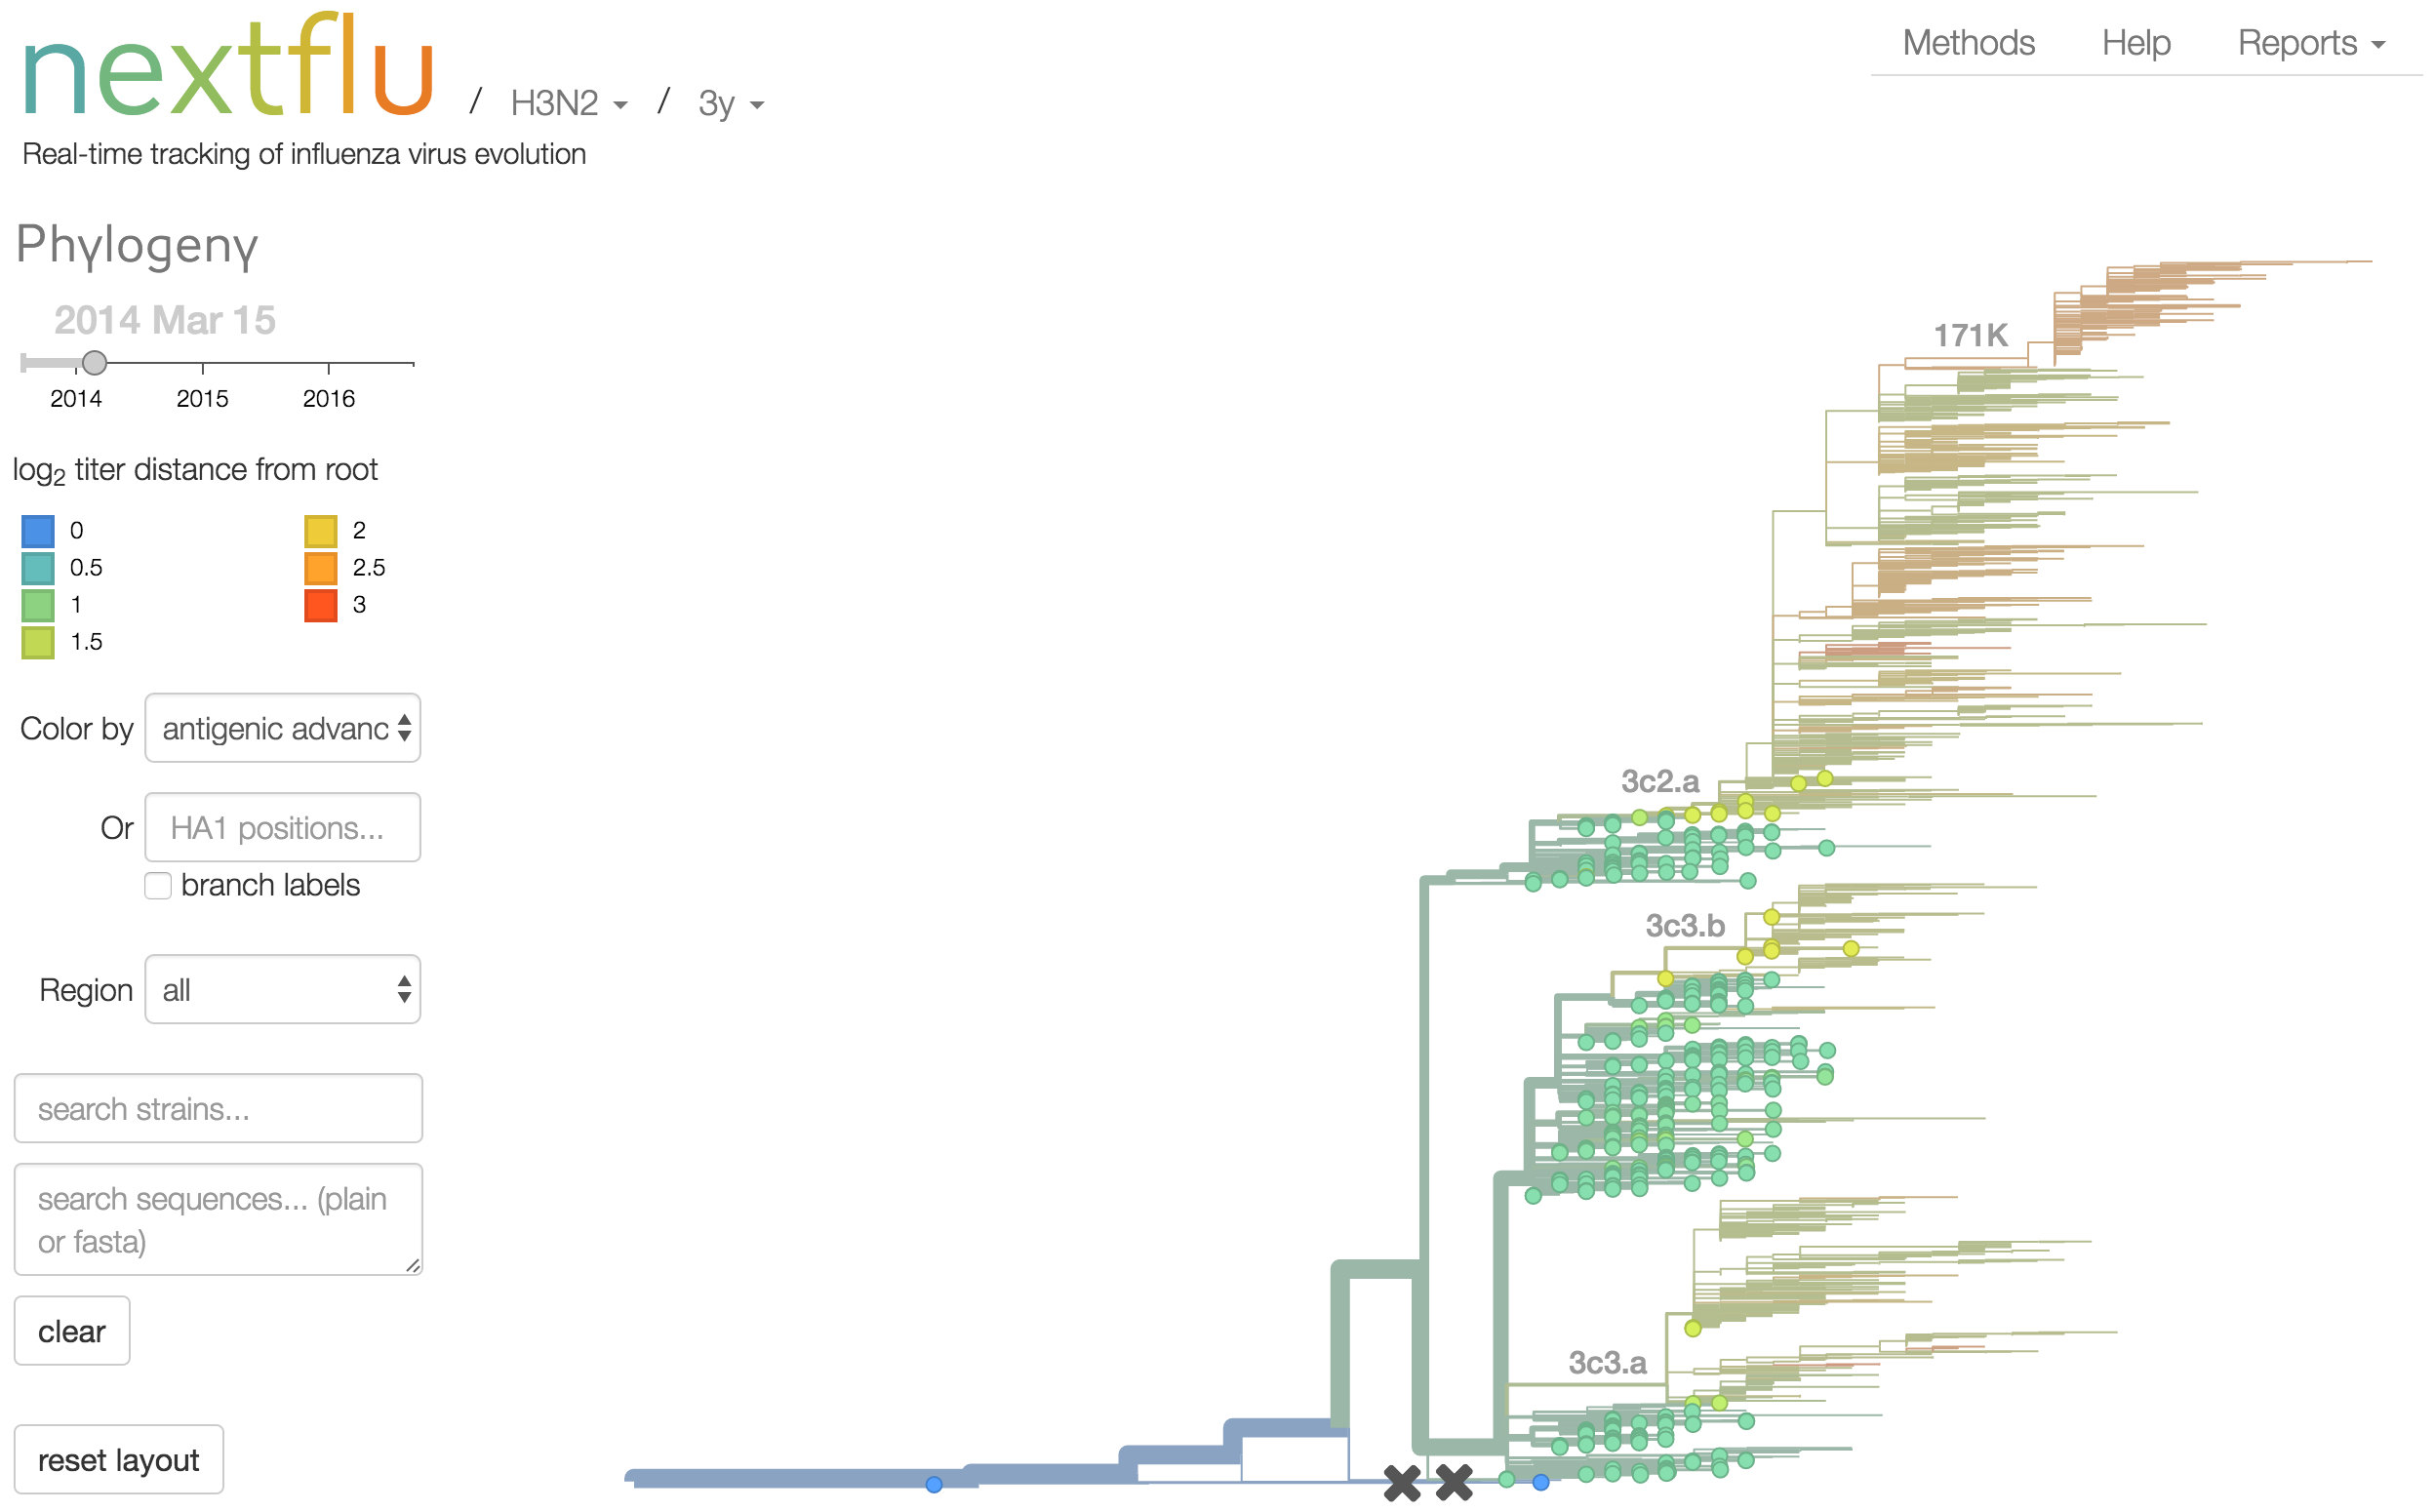 nextflu / H3N2 / 3y
Methods Help Reports
Real-time tracking of influenza virus evolution
Phylogeny
2014 Mar 15
2014 2015 2016
log2 titer distance from root
0 2
0.5 2.5
1 3
1.5
Color by antigenic advanc
Or HA1 positions...
branch labels
Region all
search strains...
search sequences... (plain
or fasta)
clear
reset layout
171K
3c2.a
3c3.b
3c3.a